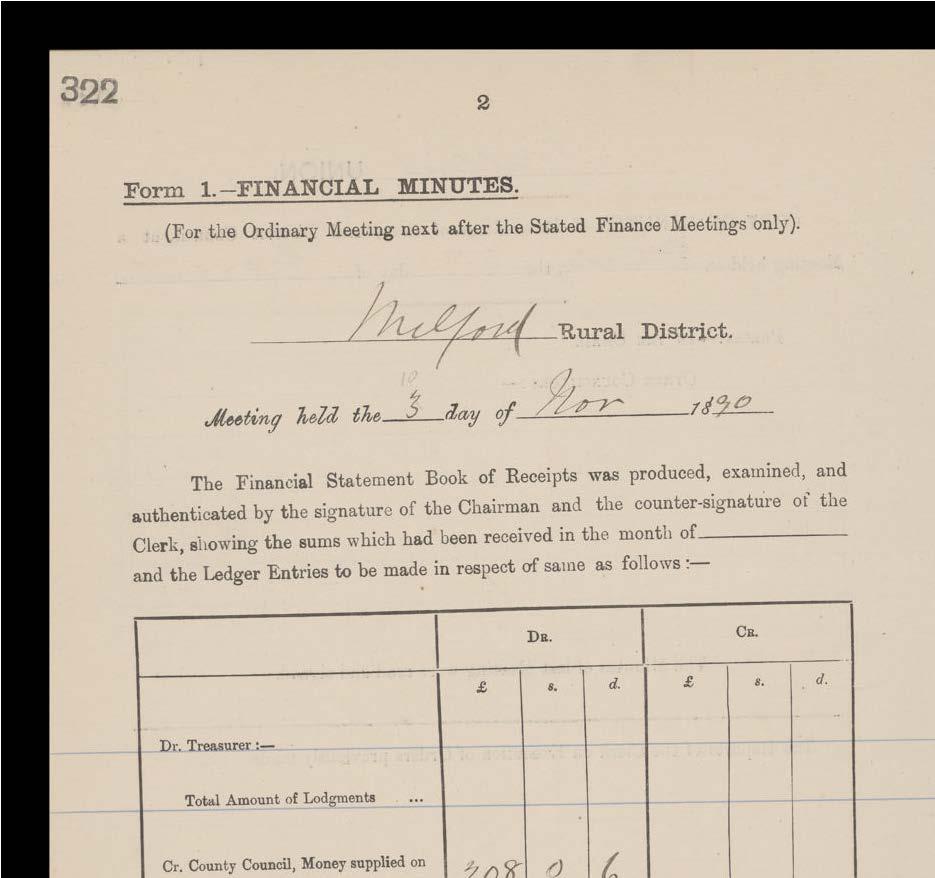 322
2
Form 1.—FINANCIAL MINUTES.
(For the Ordinary Meeting next after the Stated Finance Meetings only).
Milford Rural District.
10
Meeting held the 3 day of Nov 1890
The Financial Statement Book of Receipts was produced, examined, and
authenticated by the signature of the Chairman and the counter-signature of the
Clerk, showing the sums which had been received in the month of
and the Ledger Entries to be made in respect of same as follows:—
DR. CR.
£ s. d. £ s. d.
Dr. Treasurer:—
Total Amount of Lodgments ...
Cr. County Council, Money supplied on 308 0 6